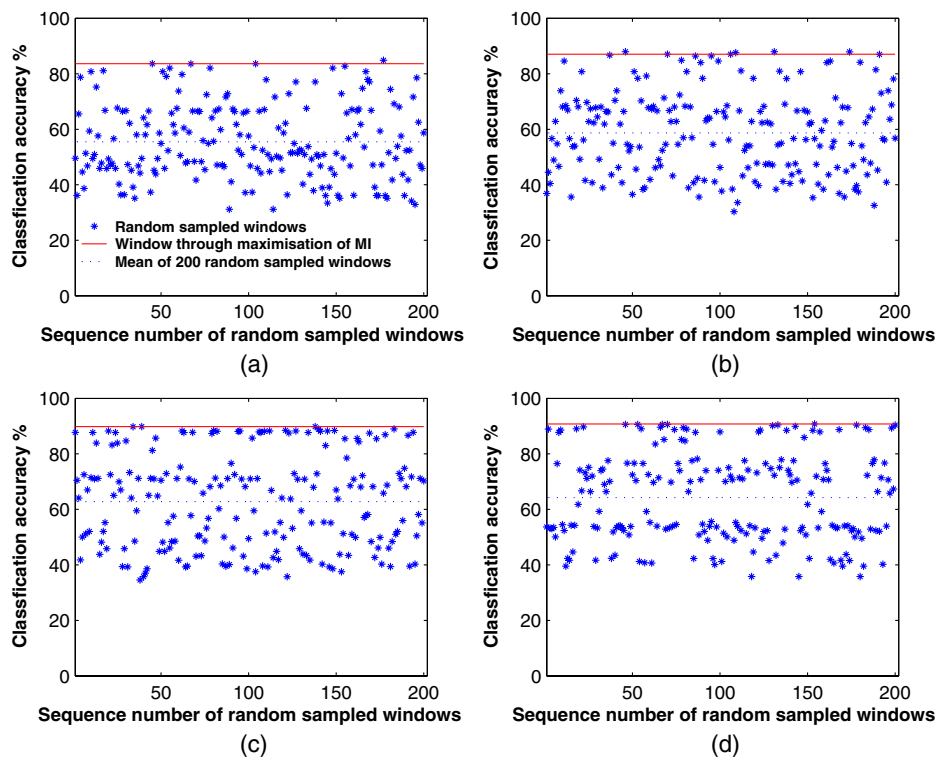 100
80
60
40
20
0
Classfication accuracy %
Random sampled windows
Window through maximisation of MI
Mean of 200 random sampled windows
50
100
150
200
Sequence number of random sampled windows
(a)
100
80
60
40
20
0
Classfication accuracy %
50
100
150
200
Sequence number of random sampled windows
(b)
100
80
60
40
20
0
Classfication accuracy %
50
100
150
200
Sequence number of random sampled windows
(c)
100
80
60
40
20
0
Classfication accuracy %
50
100
150
200
Sequence number of random sampled windows
(d)